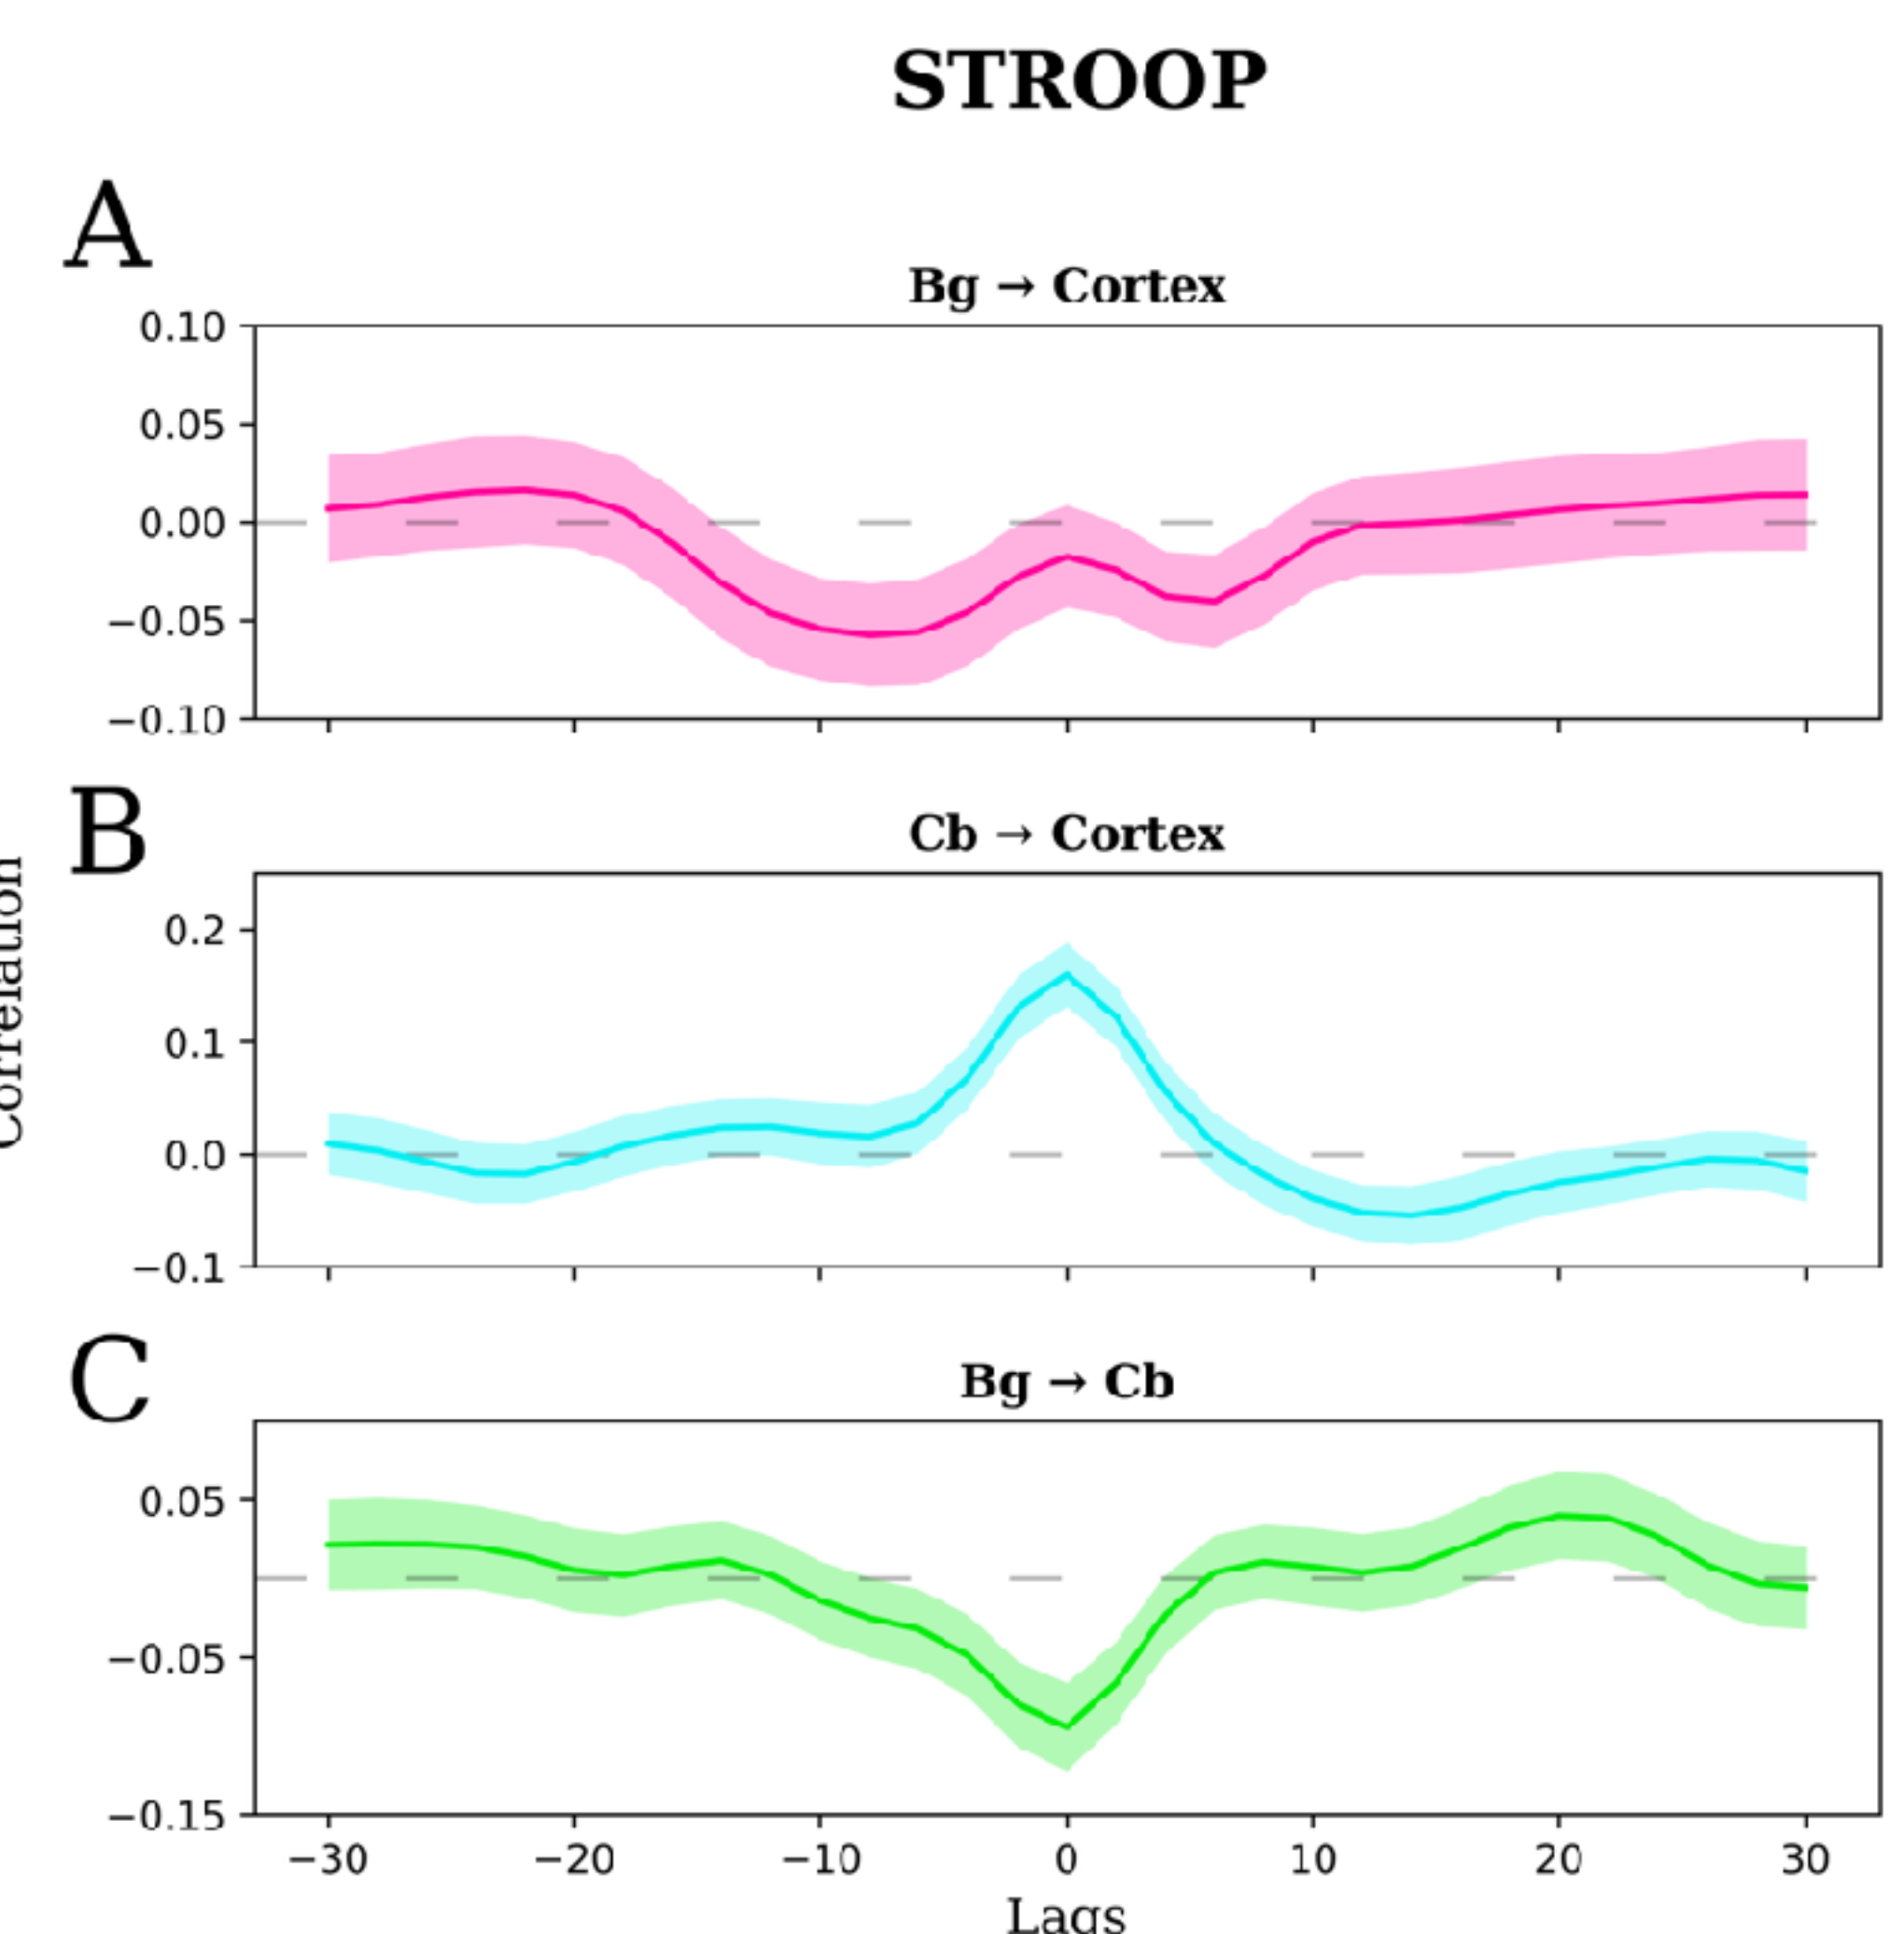 STROOP
A
Bg → Cortex
0.10
0.05
0.00
−0.05
−0.10
B
Cb → Cortex
Correlation
0.2
0.1
0.0
−0.1
C
Bg → Cb
0.05
−0.05
−0.15
−30 −20 −10 0 10 20 30
Lags